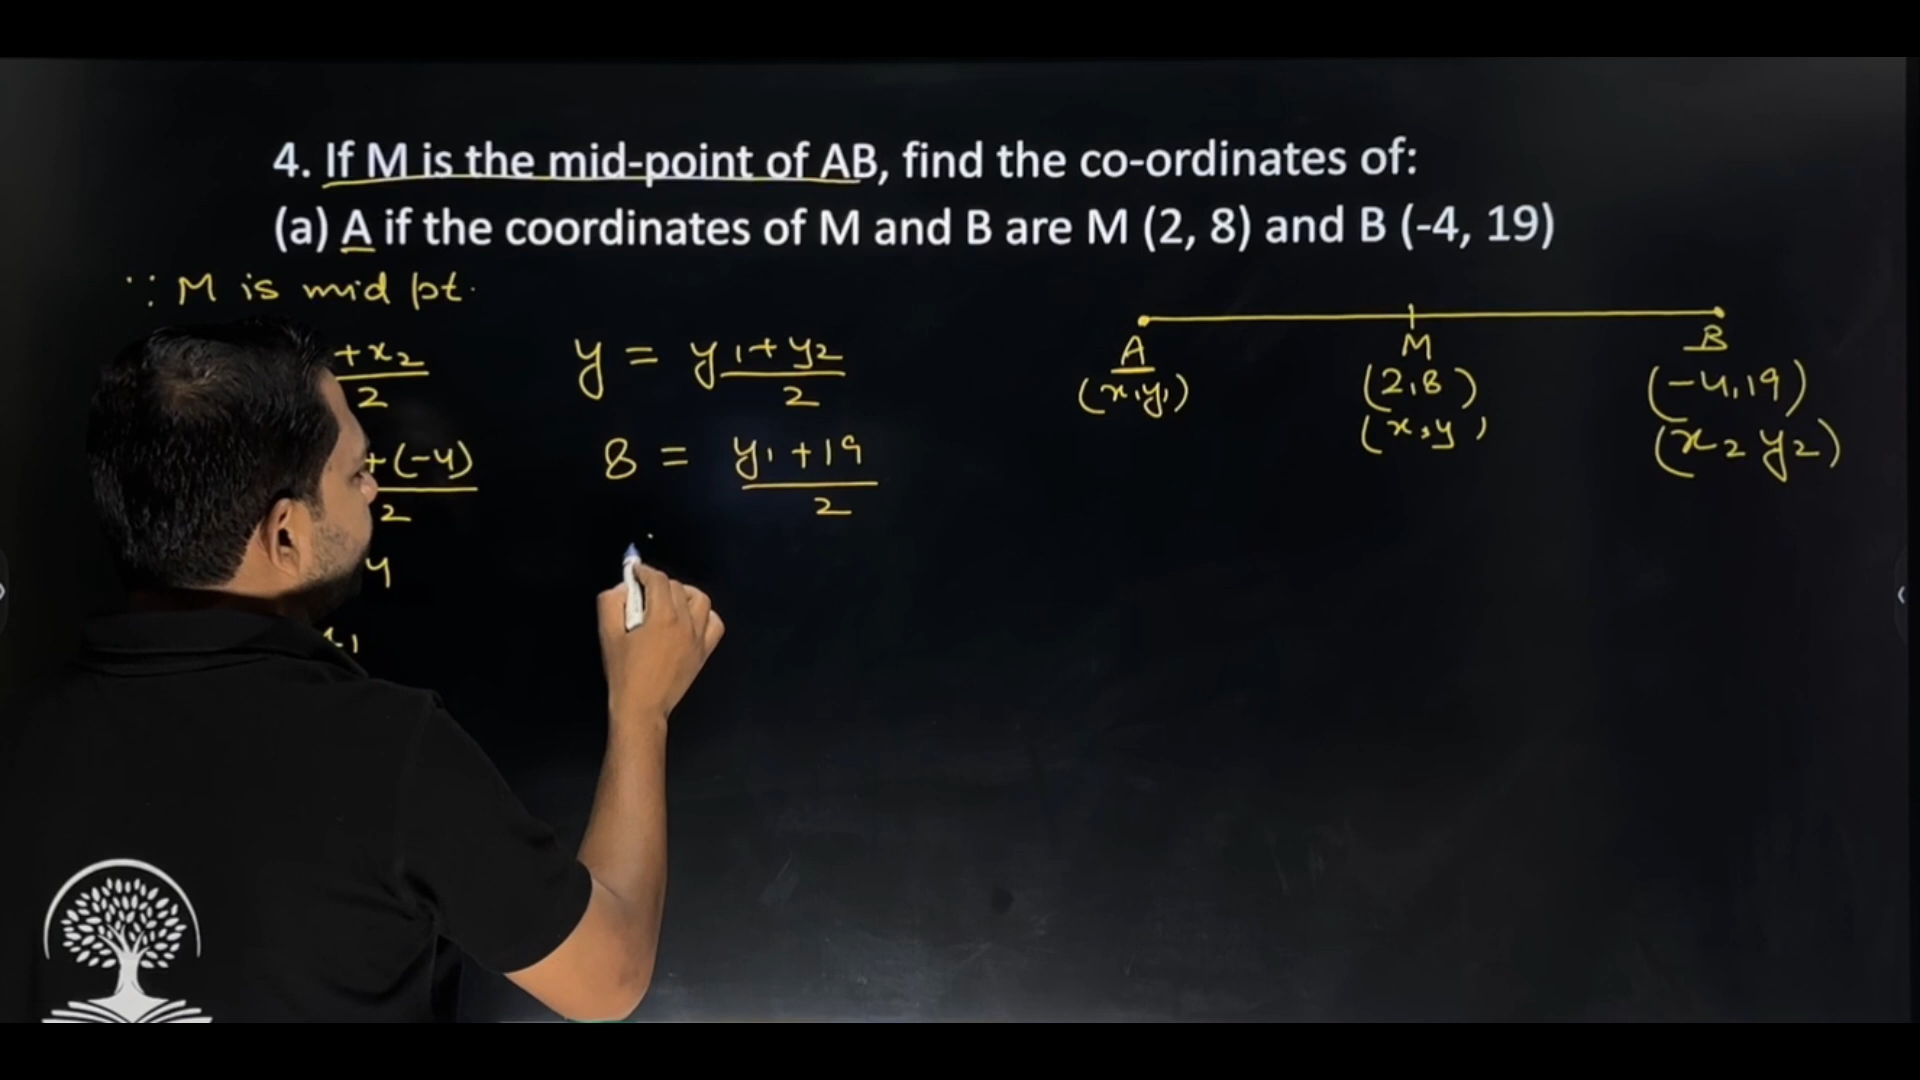 4. If M is the mid-point of AB, find the co-ordinates of:
(a) A if the coordinates of M and B are M (2, 8) and B (-4, 19)
∵ M is mid pt.
+x₂
2
y = y₁+y₂
2
A
M
B
(x₁y₁)
(2,8)
(-4,19)
(x,y)
(x₂ y₂)
+(-4)
2
8 = y₁+19
2
4